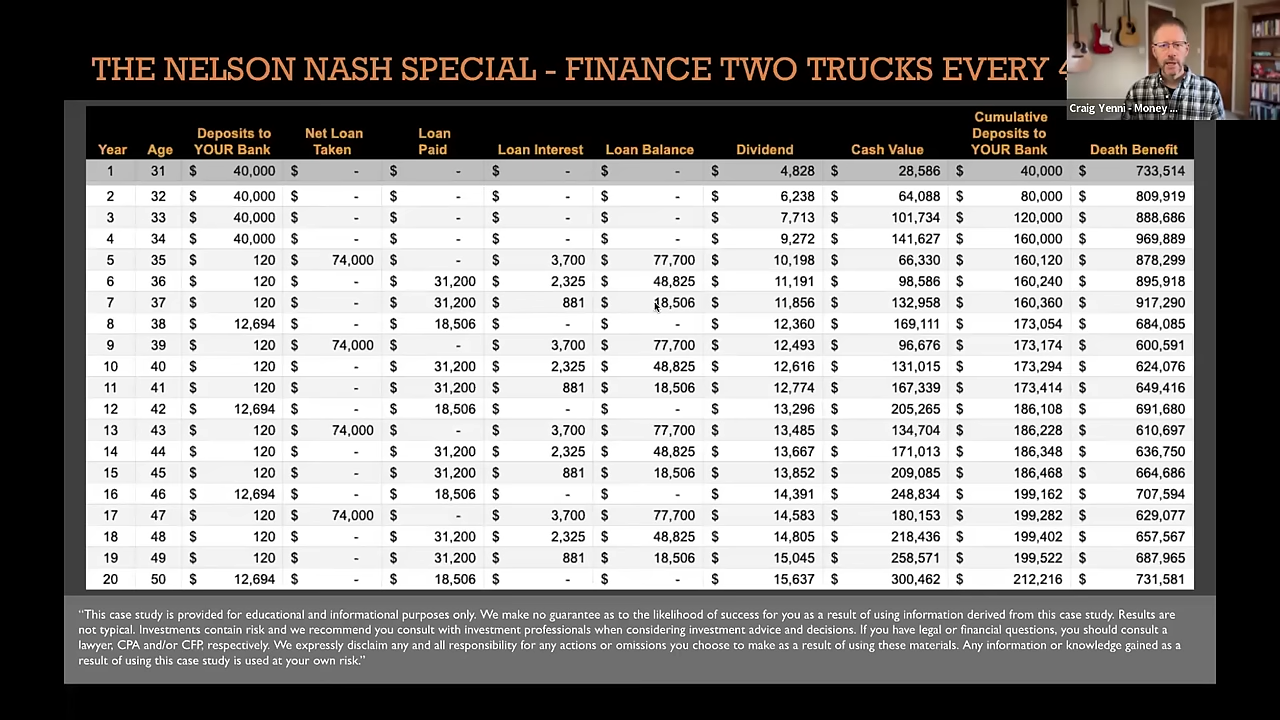 THE NELSON NASH SPECIAL - FINANCE TWO TRUCKS EVERY 4
Craig Yenni - Money ...
Year Age Deposits to YOUR Bank Net Loan Taken Loan Paid Loan Interest Loan Balance Dividend Cash Value Cumulative Deposits to YOUR Bank Death Benefit
1 31 $ 40,000 $ - $ - $ - $ - $ 4,828 $ 28,586 $ 40,000 $ 733,514
2 32 $ 40,000 $ - $ - $ - $ - $ 6,238 $ 64,088 $ 80,000 $ 809,919
3 33 $ 40,000 $ - $ - $ - $ - $ 7,713 $ 101,734 $ 120,000 $ 888,686
4 34 $ 40,000 $ - $ - $ - $ - $ 9,272 $ 141,627 $ 160,000 $ 969,889
5 35 $ 120 $ 74,000 $ - $ 3,700 $ 77,700 $ 10,198 $ 66,330 $ 160,120 $ 878,299
6 36 $ 120 $ - $ 31,200 $ 2,325 $ 48,825 $ 11,191 $ 98,586 $ 160,240 $ 895,918
7 37 $ 120 $ - $ 31,200 $ 881 $ 18,506 $ 11,856 $ 132,958 $ 160,360 $ 917,290
8 38 $ 12,694 $ - $ 18,506 $ - $ - $ 12,360 $ 169,111 $ 173,054 $ 684,085
9 39 $ 120 $ 74,000 $ - $ 3,700 $ 77,700 $ 12,493 $ 96,676 $ 173,174 $ 600,591
10 40 $ 120 $ - $ 31,200 $ 2,325 $ 48,825 $ 12,616 $ 131,015 $ 173,294 $ 624,076
11 41 $ 120 $ - $ 31,200 $ 881 $ 18,506 $ 12,774 $ 167,339 $ 173,414 $ 649,416
12 42 $ 12,694 $ - $ 18,506 $ - $ - $ 13,296 $ 205,265 $ 186,108 $ 691,680
13 43 $ 120 $ 74,000 $ - $ 3,700 $ 77,700 $ 13,485 $ 134,704 $ 186,228 $ 610,697
14 44 $ 120 $ - $ 31,200 $ 2,325 $ 48,825 $ 13,667 $ 171,013 $ 186,348 $ 636,750
15 45 $ 120 $ - $ 31,200 $ 881 $ 18,506 $ 13,852 $ 209,085 $ 186,468 $ 664,686
16 46 $ 12,694 $ - $ 18,506 $ - $ - $ 14,391 $ 248,834 $ 199,162 $ 707,594
17 47 $ 120 $ 74,000 $ - $ 3,700 $ 77,700 $ 14,583 $ 180,153 $ 199,282 $ 629,077
18 48 $ 120 $ - $ 31,200 $ 2,325 $ 48,825 $ 14,805 $ 218,436 $ 199,402 $ 657,567
19 49 $ 120 $ - $ 31,200 $ 881 $ 18,506 $ 15,045 $ 258,571 $ 199,522 $ 687,965
20 50 $ 12,694 $ - $ 18,506 $ - $ - $ 15,637 $ 300,462 $ 212,216 $ 731,581
“This case study is provided for educational and informational purposes only. We make no guarantee as to the likelihood of success for you as a result of using information derived from this case study. Results are
not typical. Investments contain risk and we recommend you consult with investment professionals when considering investment advice and decisions. If you have legal or financial questions, you should consult a
lawyer, CPA and/or CFP, respectively. We expressly disclaim any and all responsibility for any actions or omissions you choose to make as a result of using these materials. Any information or knowledge gained as a
result of using this case study is used at your own risk.”